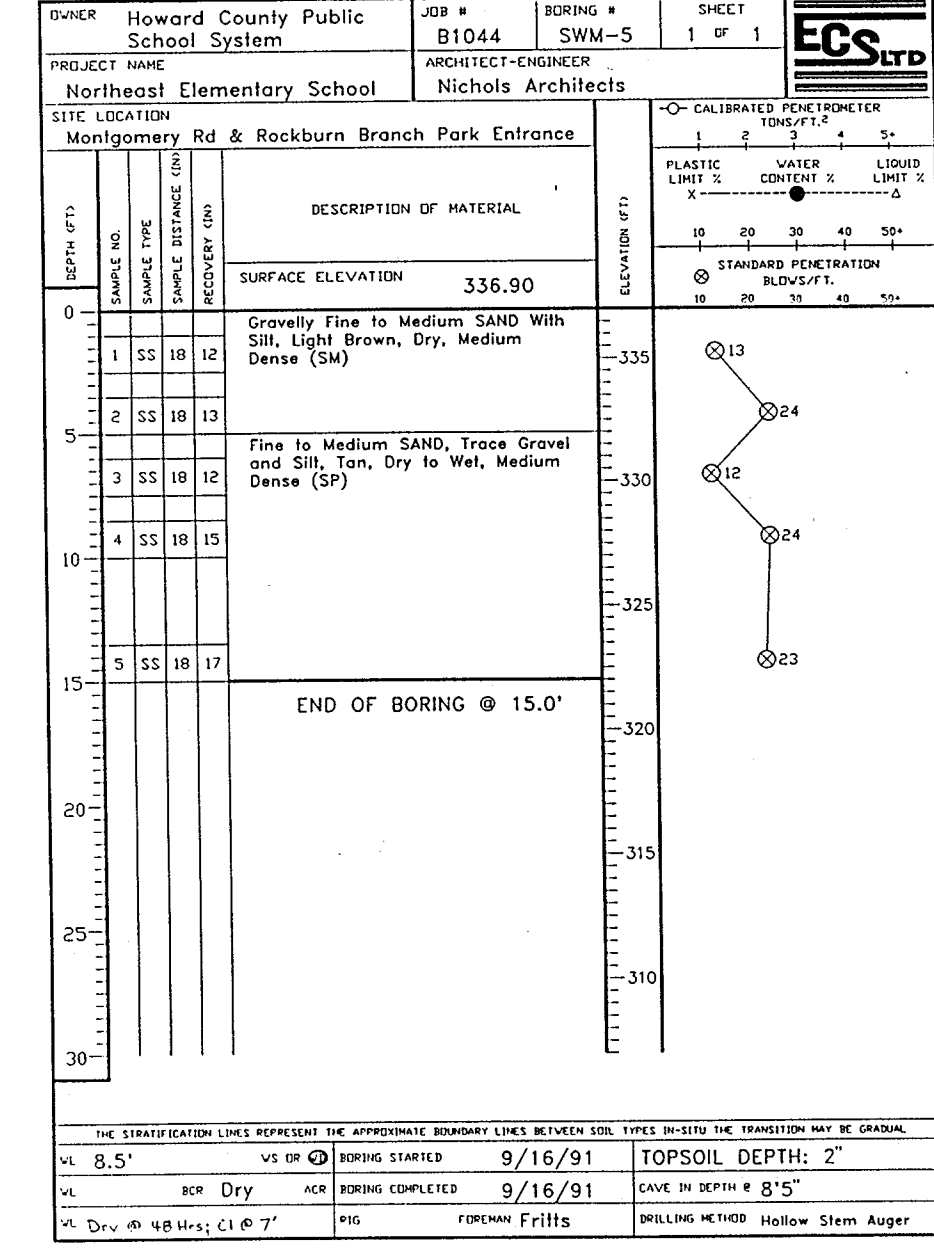 OWNER Howard County Public
School System
JOB #
B1044
BORING #
SWM-5
SHEET
1 OF 1
ECS LTD
PROJECT NAME
Northeast Elementary School
ARCHITECT-ENGINEER
Nichols Architects
SITE LOCATION
Montgomery Rd & Rockburn Branch Park Entrance
CALIBRATED PENETROMETER
TONS/FT.²
1 2 3 4 5+
PLASTIC LIMIT %
WATER CONTENT %
LIQUID LIMIT %
X Δ
10 20 30 40 50+
STANDARD PENETRATION
BLOWS/FT.
10 20 30 40 50+
DEPTH (FT)
SAMPLE NO.
SAMPLE TYPE
SAMPLE DISTANCE (IN)
RECOVERY (IN)
DESCRIPTION OF MATERIAL
SURFACE ELEVATION 336.90
ELEVATION (FT)
0
Gravelly Fine to Medium SAND With
Silt, Light Brown, Dry, Medium
Dense (SM)
1 SS 18 12
335
13
2 SS 18 13
24
5
Fine to Medium SAND, Trace Gravel
and Silt, Tan, Dry to Wet, Medium
Dense (SP)
3 SS 18 12
330
12
4 SS 18 15
24
10
325
5 SS 18 17
23
15
END OF BORING @ 15.0'
320
20
315
25
310
30
THE STRATIFICATION LINES REPRESENT THE APPROXIMATE BOUNDARY LINES BETWEEN SOIL TYPES IN-SITU THE TRANSITION MAY BE GRADUAL
WL 8.5' WS OR WD
BORING STARTED 9/16/91
TOPSOIL DEPTH: 2"
WL BCR Dry ACR
BORING COMPLETED 9/16/91
CAVE IN DEPTH @ 8'5"
WL Dry @ 48 Hrs; CI @ 7'
RIG FOREMAN Fritts
DRILLING METHOD Hollow Stem Auger